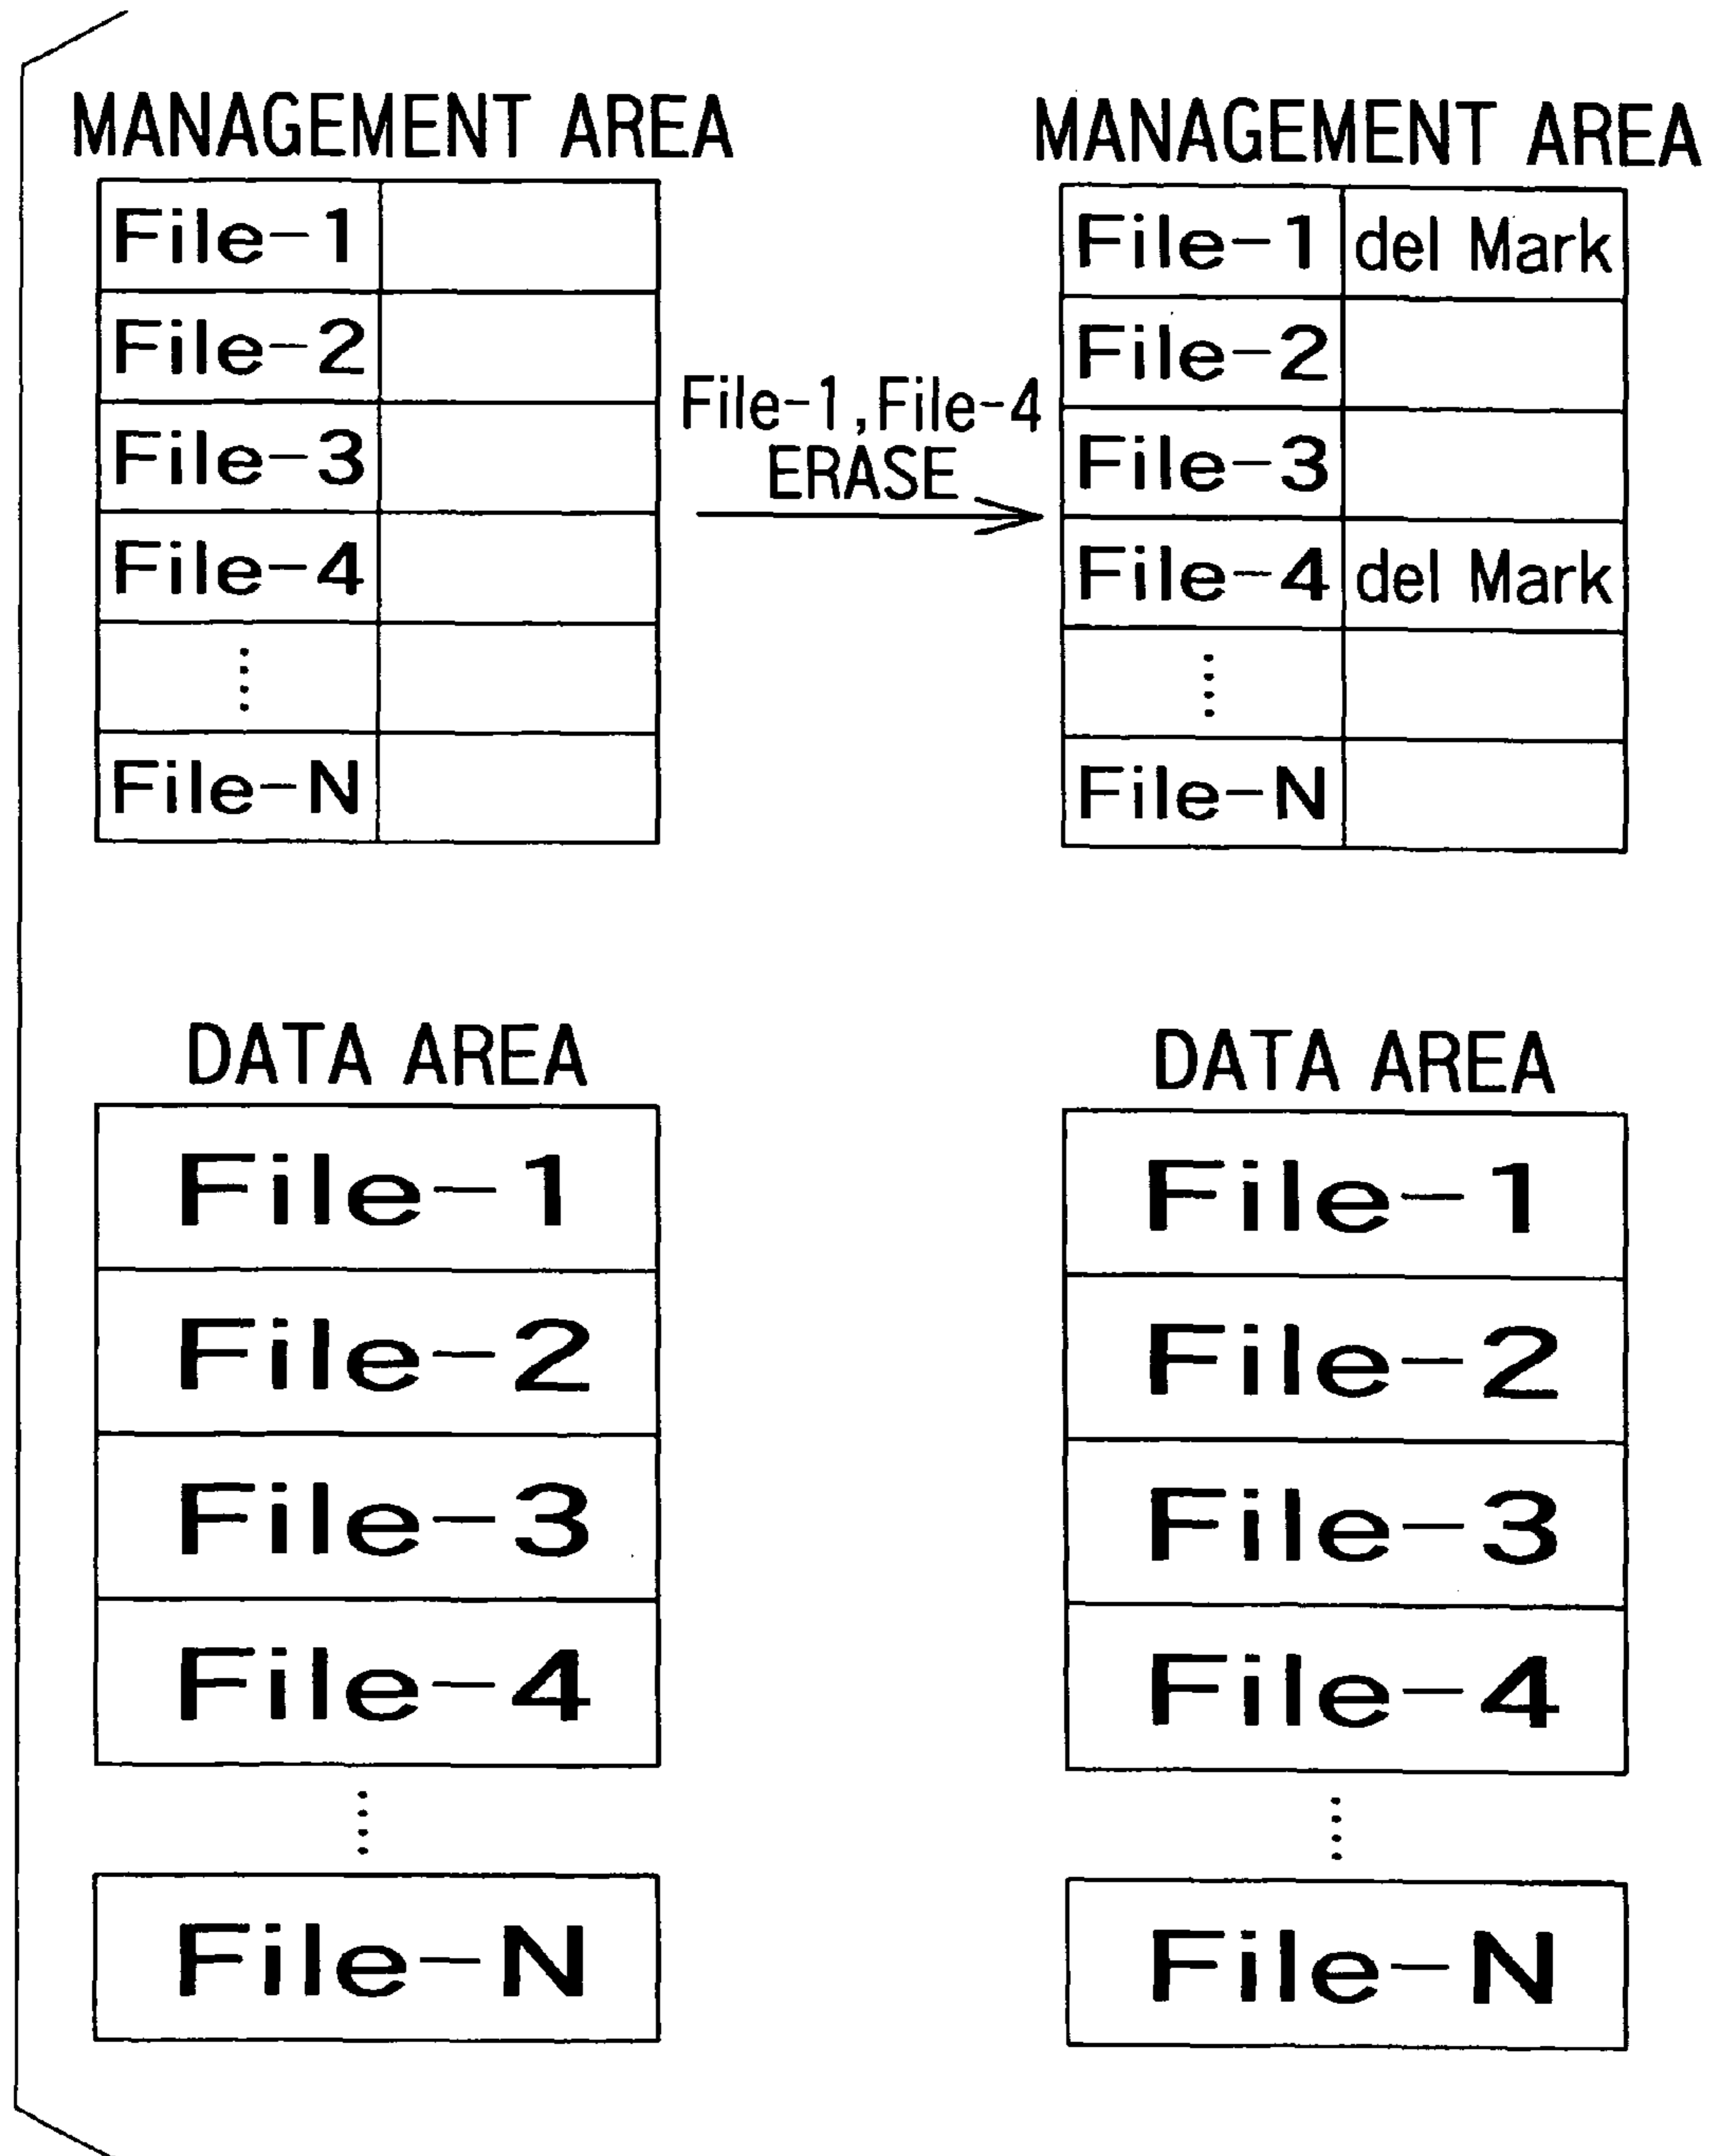 MANAGEMENT AREA
File-1
File-2
File-3
File-4
File-N
File-1,File-4
ERASE
MANAGEMENT AREA
File-1 del Mark
File-2
File-3
File-4 del Mark
File-N
DATA AREA
File-1
File-2
File-3
File-4
File-N
DATA AREA
File-1
File-2
File-3
File-4
File-N